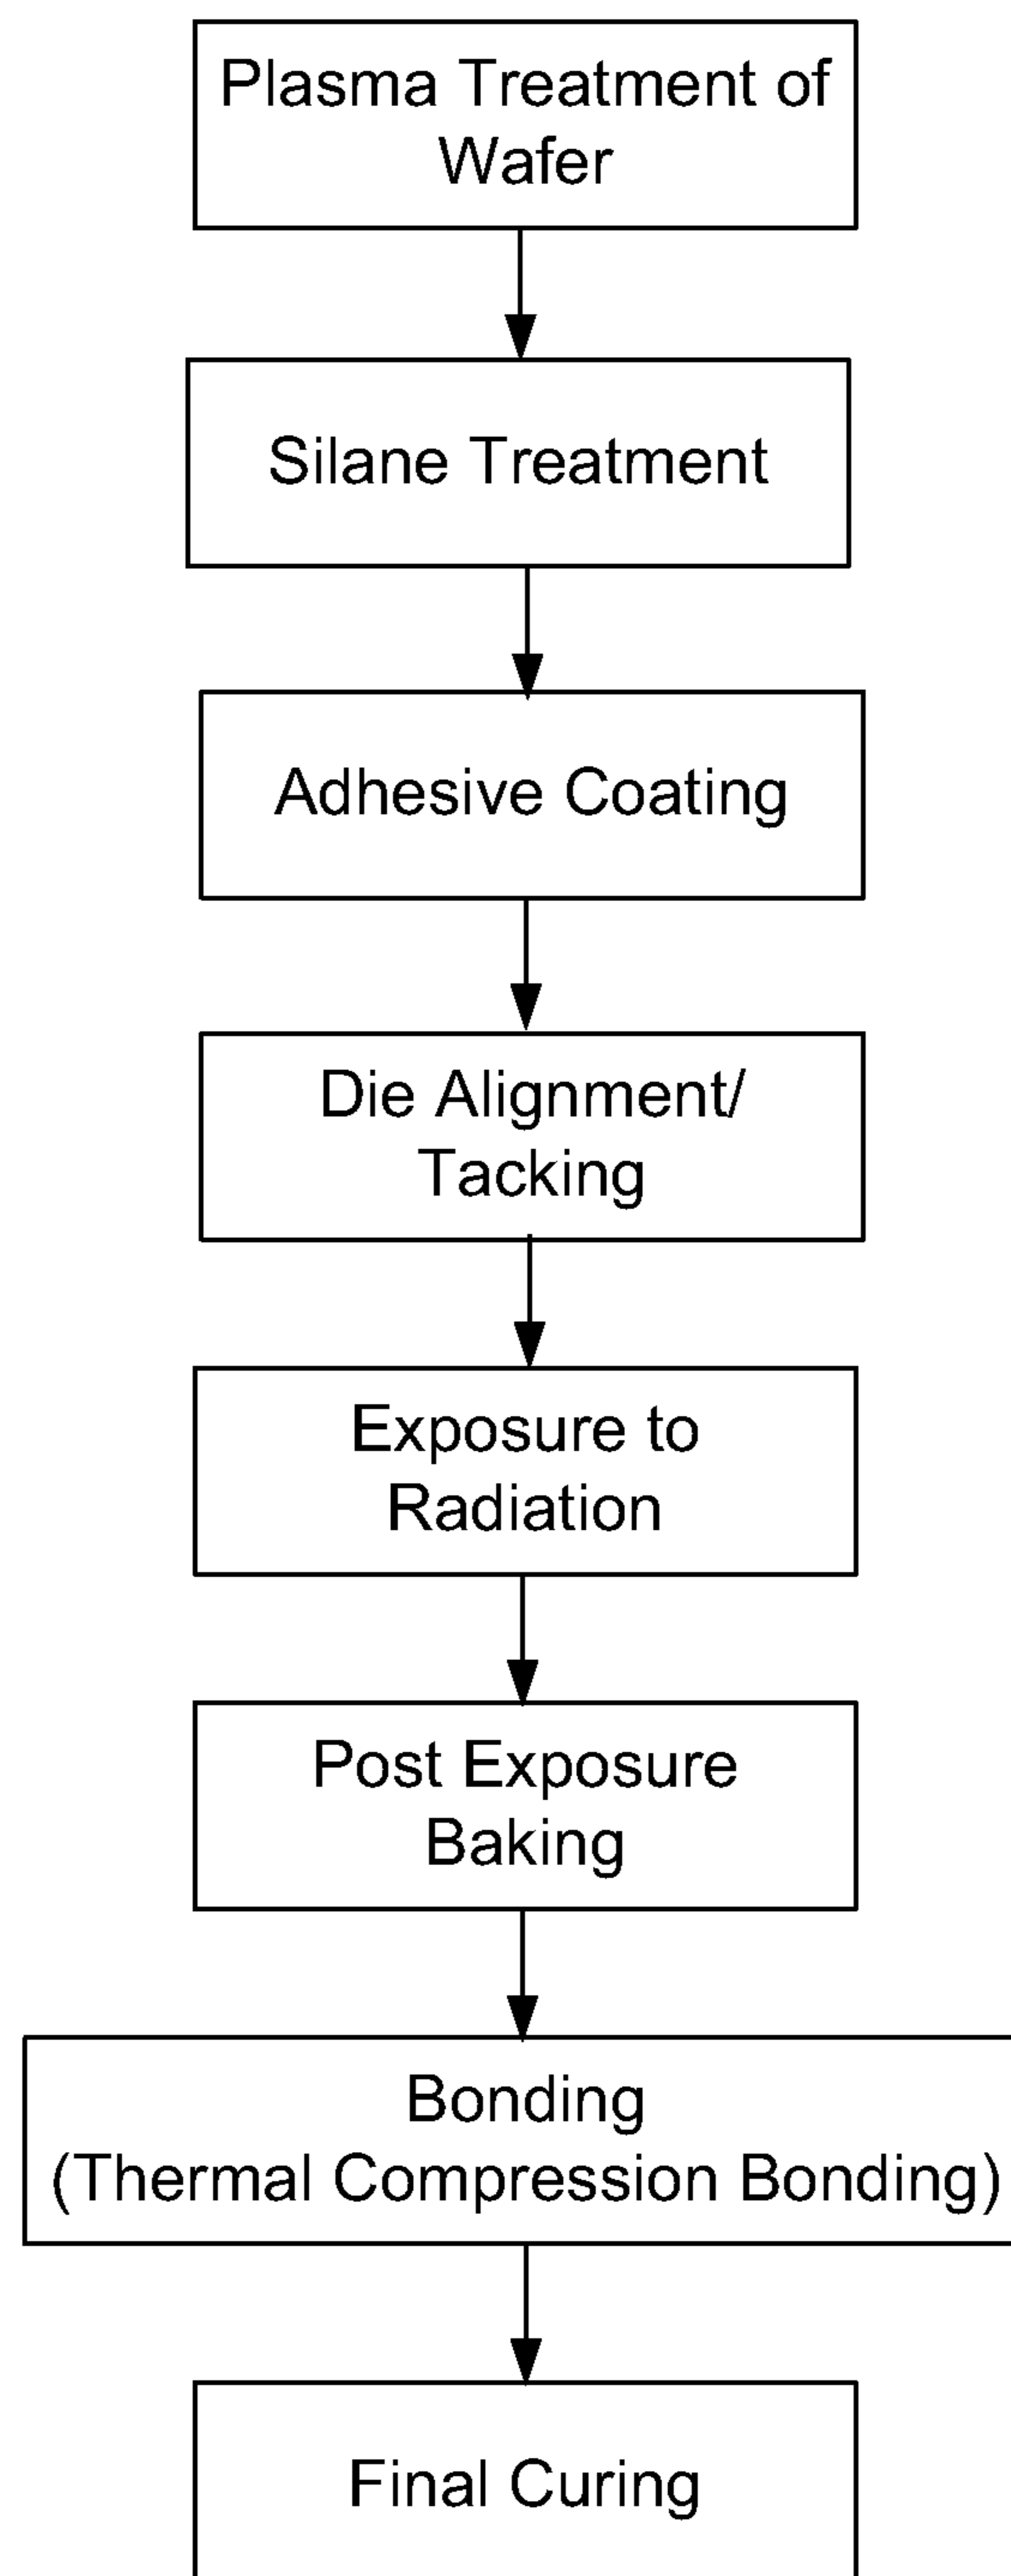 Plasma Treatment of
Wafer
Silane Treatment
Adhesive Coating
Die Alignment/
Tacking
Exposure to
Radiation
Post Exposure
Baking
Bonding
(Thermal Compression Bonding)
Final Curing